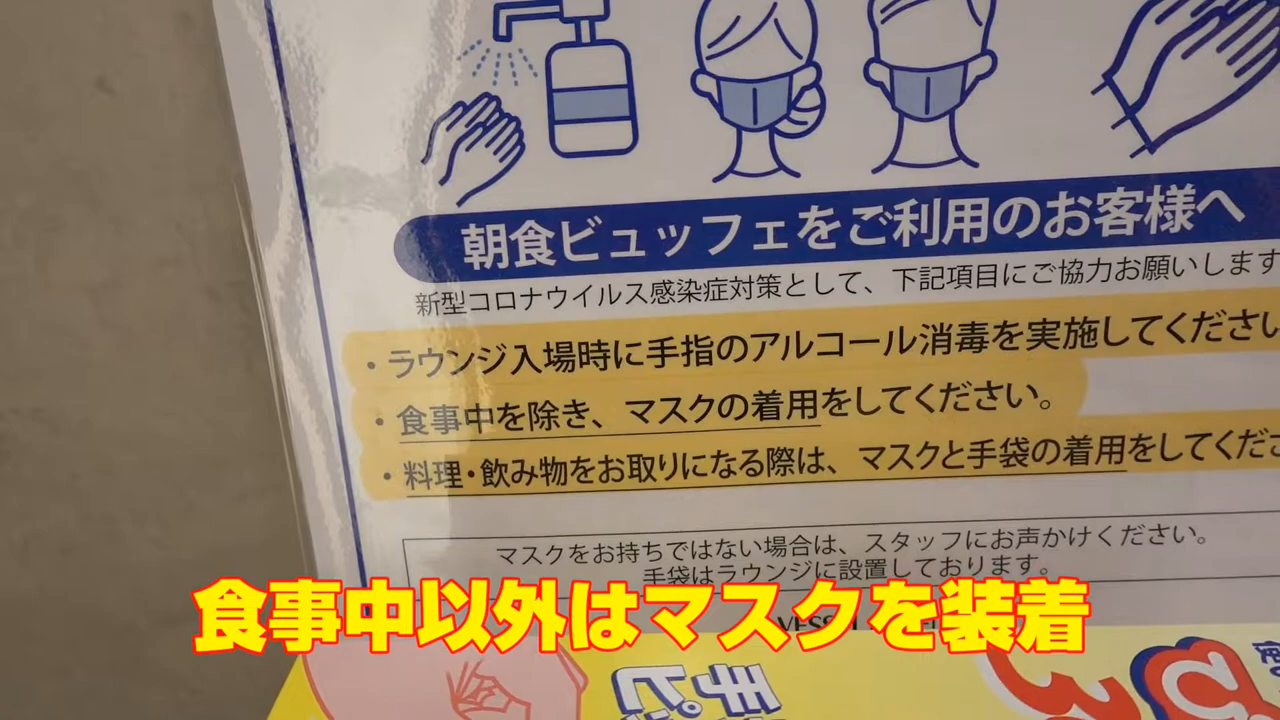 朝食ビュッフェをご利用のお客様へ
新型コロナウイルス感染症対策として、下記項目にご協力お願いします
・ラウンジ入場時に手指のアルコール消毒を実施してください
・食事中を除き、マスクの着用をしてください。
・料理・飲み物をお取りになる際は、マスクと手袋の着用をしてくださ
マスクをお持ちではない場合は、スタッフにお声かけください。
手袋はラウンジに設置しております。
食事中以外はマスクを装着